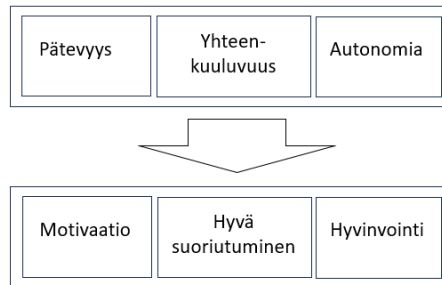 Pätevyys
Yhteen-
kuuluvuus
Autonomia
Motivaatio
Hyvä
suoriutuminen
Hyvinvointi